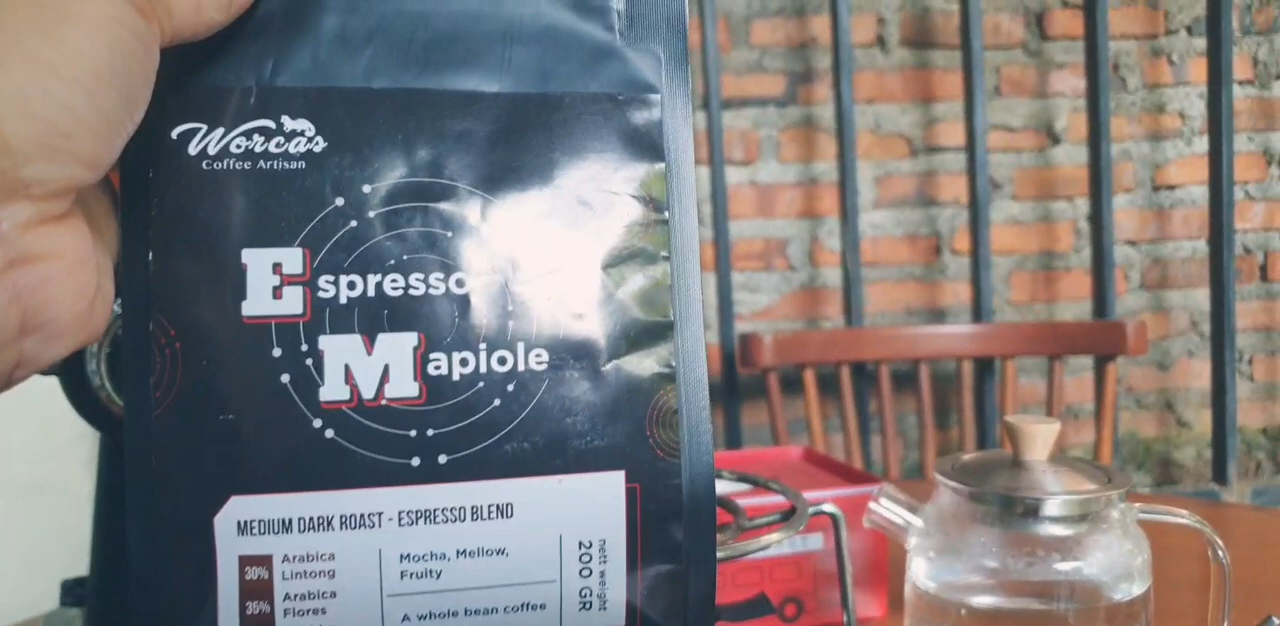 Worcas
Coffee Artisan
Espresso
Mapiole
MEDIUM DARK ROAST - ESPRESSO BLEND
30%
Arabica
Lintong
35%
Arabica
Flores
Mocha, Mellow,
Fruity
A whole bean coffee
nett weight
200 GR